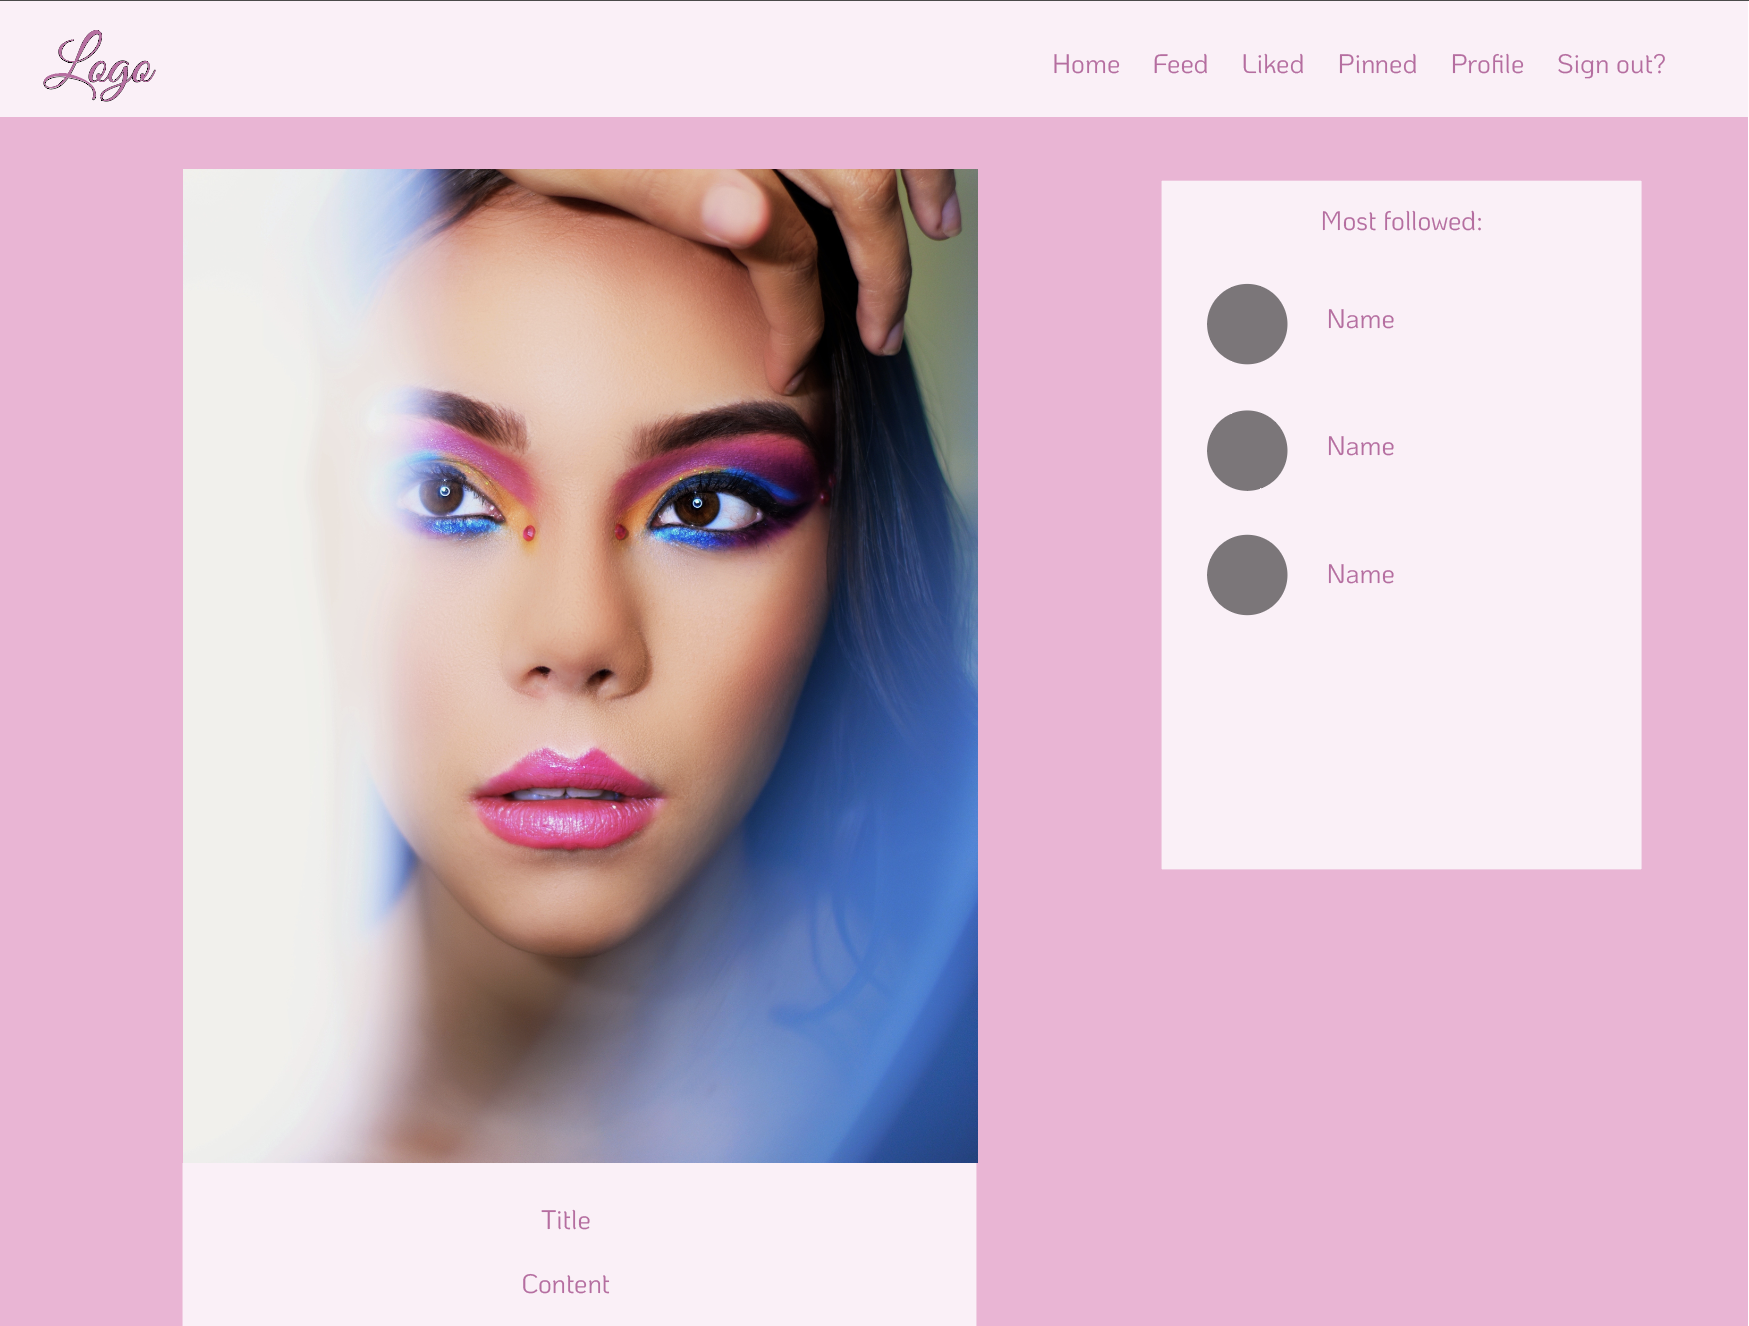 Logo
Home Feed Liked Pinned Profile Sign out?
Most followed:
Name
Name
Name
Title
Content